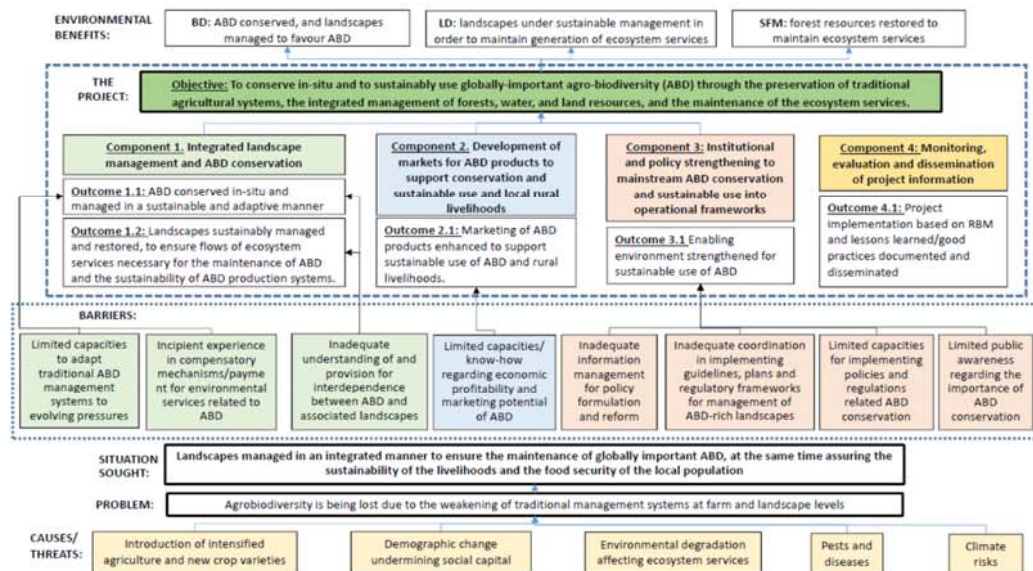 ENVIRONMENTAL
BENEFITS:
BD: ABD conserved, and landscapes
managed to favour ABD
LD: landscapes under sustainable management in
order to maintain generation of ecosystem services
SFM: forest resources restored to
maintain ecosystem services
THE
PROJECT:
Objective: To conserve in-situ and to sustainably use globally-important agro-biodiversity (ABD) through the preservation of traditional
agricultural systems, the integrated management of forests, water, and land resources, and the maintenance of the ecosystem services.
Component 1. Integrated landscape
management and ABD conservation
Outcome 1.1: ABD conserved in-situ and
managed in a sustainable and adaptive manner
Outcome 1.2: Landscapes sustainably managed
and restored, to ensure flows of ecosystem
services necessary for the maintenance of ABD
and the sustainability of ABD production systems.
Component 2. Development of
markets for ABD products to
support conservation and
sustainable use and local rural
livelihoods
Outcome 2.1: Marketing of ABD
products enhanced to support
sustainable use of ABD and rural
livelihoods.
Component 3: Institutional
and policy strengthening to
mainstream ABD conservation
and sustainable use into
operational frameworks
Outcome 3.1 Enabling
environment strengthened for
sustainable use of ABD
Component 4: Monitoring,
evaluation and dissemination
of project information
Outcome 4.1: Project
implementation based on RBM
and lessons learned/good
practices documented and
disseminated
BARRIERS:
Limited capacities
to adapt
traditional ABD
management
systems to
evolving pressures
Incipient experience
in compensatory
mechanisms/payme
nt for environmental
services related to
ABD
Inadequate
understanding of and
provision for
interdependence
between ABD and
associated landscapes
Limited capacities/
know-how
regarding economic
profitability and
marketing potential
of ABD
Inadequate
information
management
for policy
formulation
and reform
Inadequate coordination
in implementing
guidelines, plans and
regulatory frameworks
for management of
ABD-rich landscapes
Limited capacities
for implementing
policies and
regulations
related ABD
conservation
Limited public
awareness
regarding the
importance of
ABD
conservation
SITUATION
SOUGHT:
Landscapes managed in an integrated manner to ensure the maintenance of globally important ABD, at the same time assuring the
sustainability of the livelihoods and the food security of the local population
PROBLEM:
Agrobiodiversity is being lost due to the weakening of traditional management systems at farm and landscape levels
CAUSES/
THREATS:
Introduction of intensified
agriculture and new crop varieties
Demographic change
undermining social capital
Environmental degradation
affecting ecosystem services
Pests and
diseases
Climate
risks